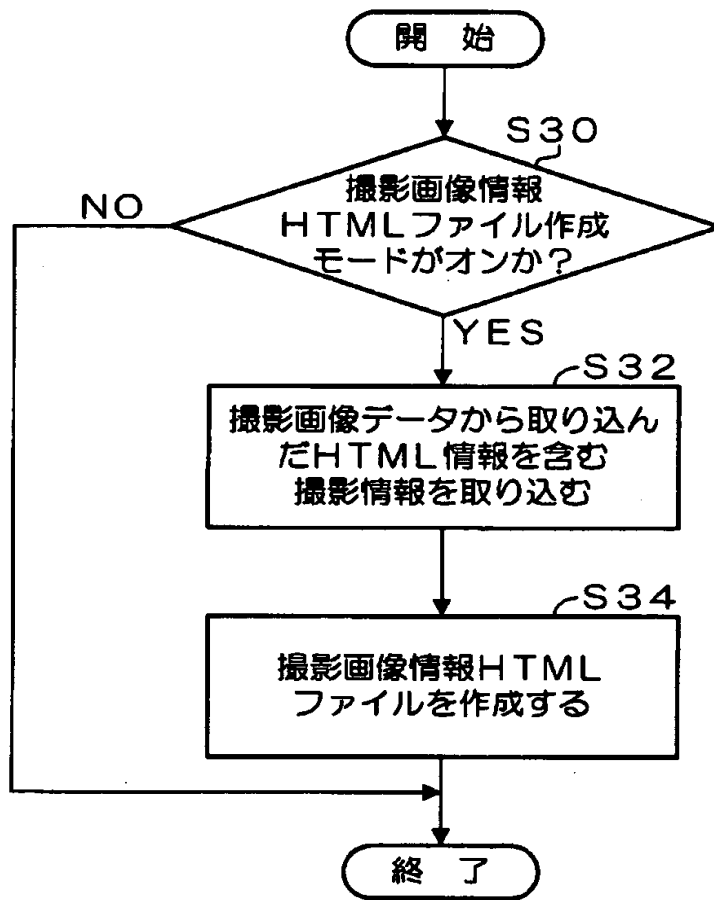 開 始
S30
撮影画像情報
HTMLファイル作成
モードがオンか？
NO
YES
S32
撮影画像データから取り込ん
だHTML情報を含む
撮影情報を取り込む
S34
撮影画像情報HTML
ファイルを作成する
終 了